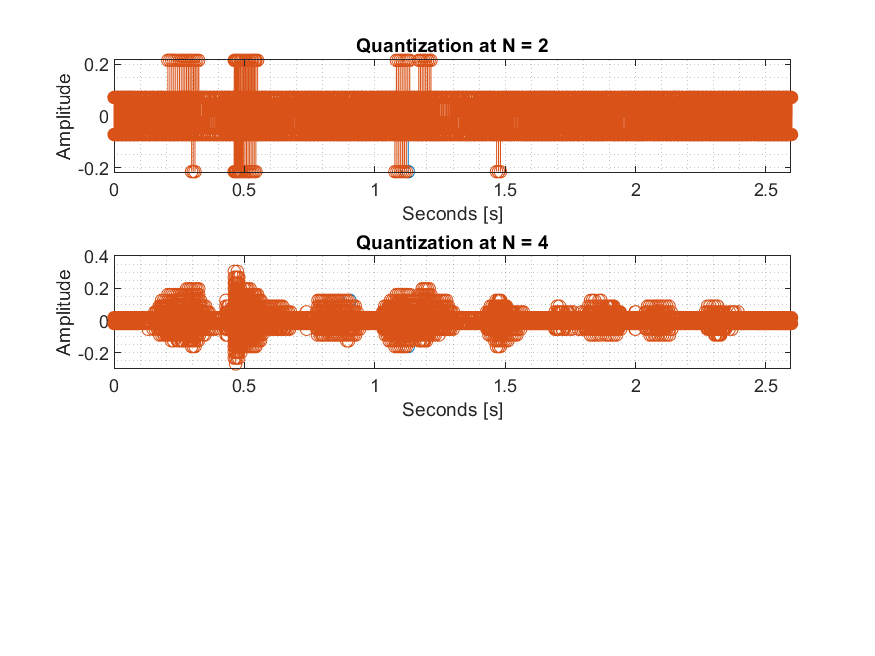 Quantization at N = 2
Amplitude
0.2
0
-0.2
0 0.5 1 1.5 2 2.5
Seconds [s]
Quantization at N = 4
Amplitude
0.4
0.2
0
-0.2
0 0.5 1 1.5 2 2.5
Seconds [s]